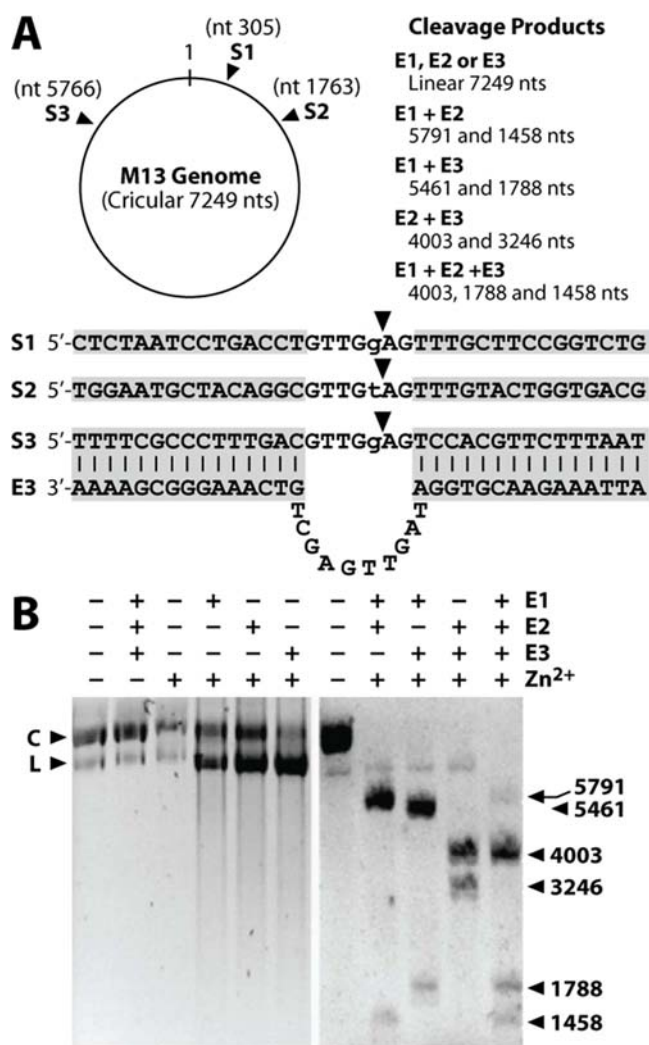 A
1
(nt 305)
S1
(nt 5766)
S3
(nt 1763)
S2
M13 Genome
(Cricular 7249 nts)
Cleavage Products
E1, E2 or E3
Linear 7249 nts
E1 + E2
5791 and 1458 nts
E1 + E3
5461 and 1788 nts
E2 + E3
4003 and 3246 nts
E1 + E2 +E3
4003, 1788 and 1458 nts
S1 5′-CTCTAATCCTGACCTGTTGgAGTTTGCTTCCGGTCTG
S2 5′-TGGAATGCTACAGGCGTTGtAGTTTGTACTGGTGACG
S3 5′-TTTTCGCCCTTTGACGTTGgAGTCCACGTTCTTTAAT
E3 3′-AAAAGCGGGAAACTG AGGTGCAAGAAATTA
TCGAGTTGAT
B
– + – + – – – + + – + E1
– + – – + – – + – + + E2
– + – – – + – – + + + E3
– – + + + + – + + + + Zn2+
C
L
5791
5461
4003
3246
1788
1458